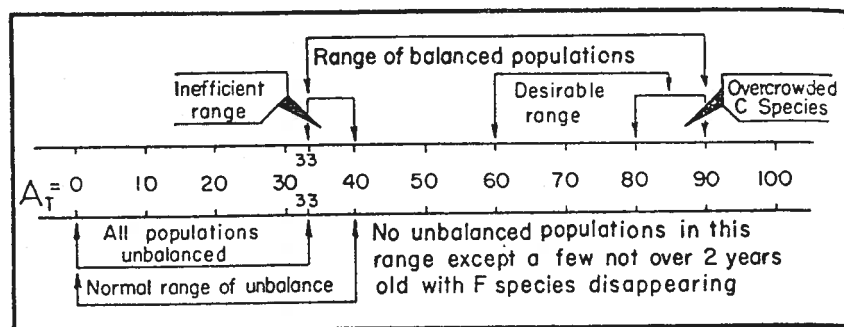 Range of balanced populations
Inefficient
range
Desirable
range
Overcrowded
C Species
33
A_T = 0 10 20 30 40 50 60 70 80 90 100
33
All populations
unbalanced
Normal range of unbalance
No unbalanced populations in this
range except a few not over 2 years
old with F species disappearing